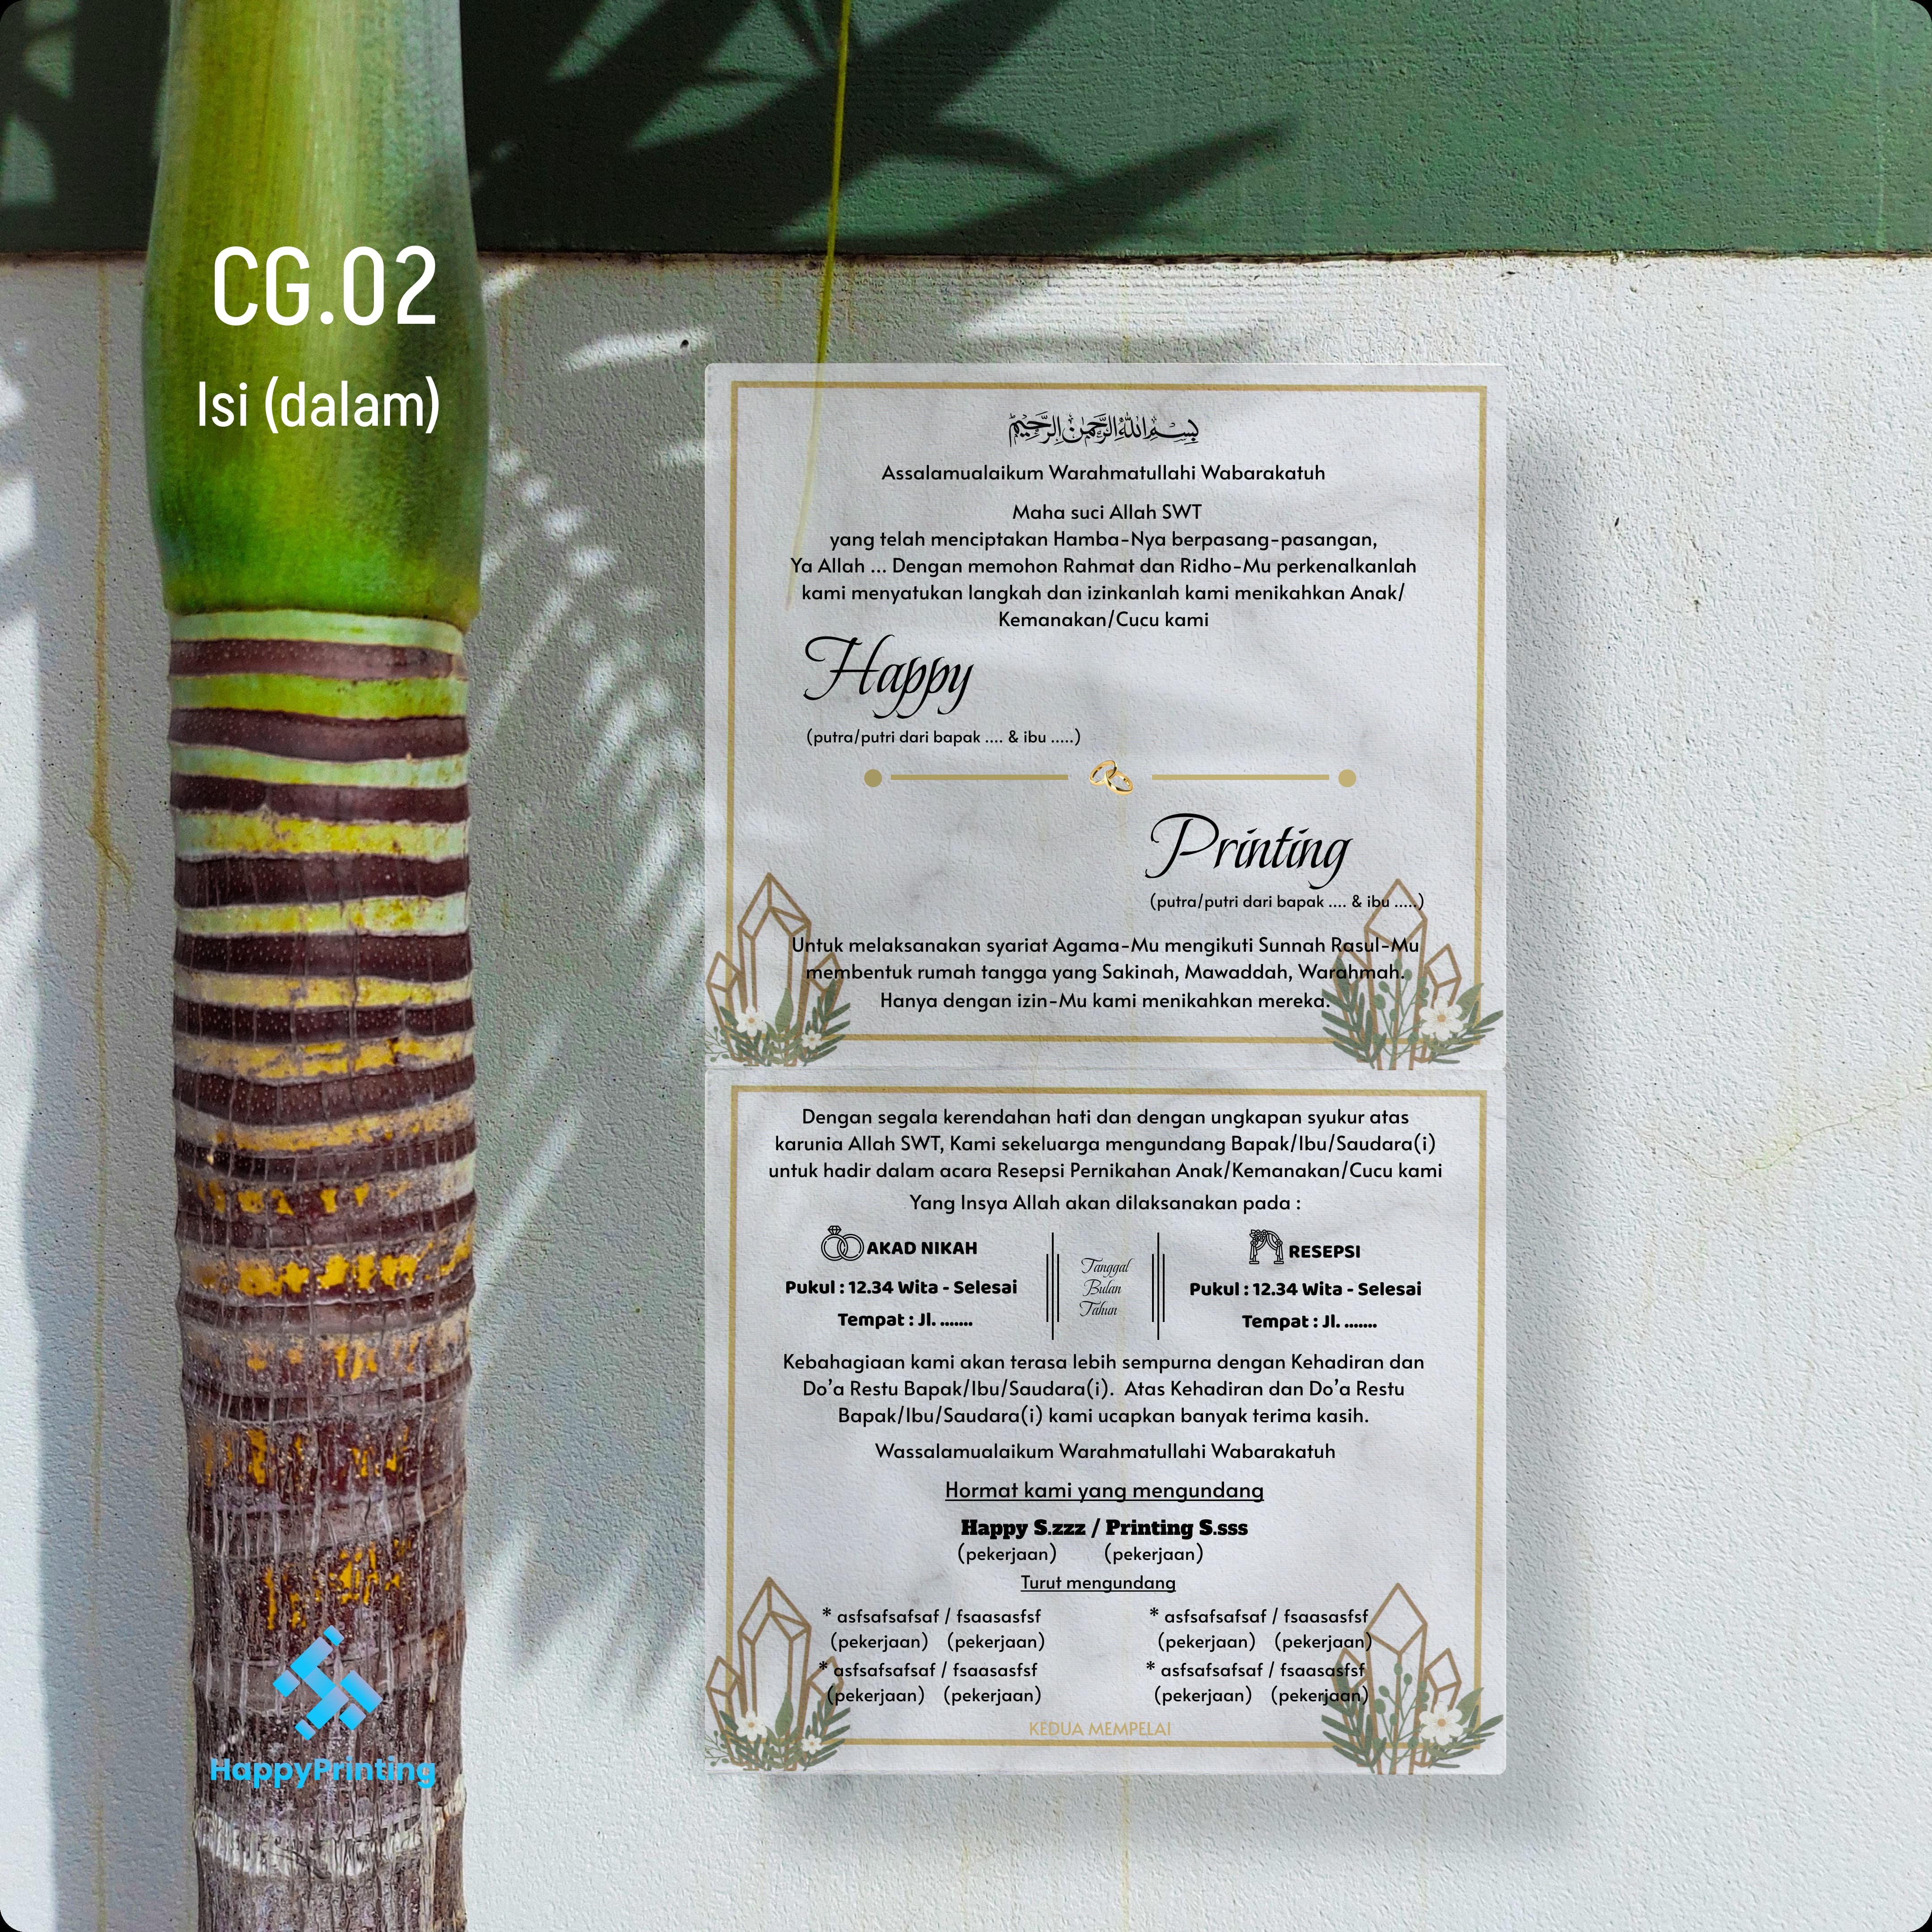 CG.02
Isi (dalam)
بسم الله الرحمن الرحيم
Assalamualaikum Warahmatullahi Wabarakatuh
Maha suci Allah SWT
yang telah menciptakan Hamba-Nya berpasang-pasangan,
Ya Allah ... Dengan memohon Rahmat dan Ridho-Mu perkenalkanlah
kami menyatukan langkah dan izinkanlah kami menikahkan Anak/
Kemanakan/Cucu kami
Happy
(putra/putri dari bapak .... & ibu .....)
Printing
(putra/putri dari bapak .... & ibu .....)
Untuk melaksanakan syariat Agama-Mu mengikuti Sunnah Rasul-Mu
membentuk rumah tangga yang Sakinah, Mawaddah, Warahmah.
Hanya dengan izin-Mu kami menikahkan mereka.
Dengan segala kerendahan hati dan dengan ungkapan syukur atas
karunia Allah SWT, Kami sekeluarga mengundang Bapak/Ibu/Saudara(i)
untuk hadir dalam acara Resepsi Pernikahan Anak/Kemanakan/Cucu kami
Yang Insya Allah akan dilaksanakan pada :
AKAD NIKAH
Pukul : 12.34 Wita - Selesai
Tempat : Jl. .......
Tanggal
Bulan
Tahun
RESEPSI
Pukul : 12.34 Wita - Selesai
Tempat : Jl. .......
Kebahagiaan kami akan terasa lebih sempurna dengan Kehadiran dan
Do'a Restu Bapak/Ibu/Saudara(i). Atas Kehadiran dan Do'a Restu
Bapak/Ibu/Saudara(i) kami ucapkan banyak terima kasih.
Wassalamualaikum Warahmatullahi Wabarakatuh
Hormat kami yang mengundang
Happy S.zzz / Printing S.sss
(pekerjaan) (pekerjaan)
Turut mengundang
* asfsafsafsaf / fsaasasfsf
(pekerjaan) (pekerjaan)
* asfsafsafsaf / fsaasasfsf
(pekerjaan) (pekerjaan)
* asfsafsafsaf / fsaasasfsf
(pekerjaan) (pekerjaan)
* asfsafsafsaf / fsaasasfsf
(pekerjaan) (pekerjaan)
KEDUA MEMPELAI
HappyPrinting